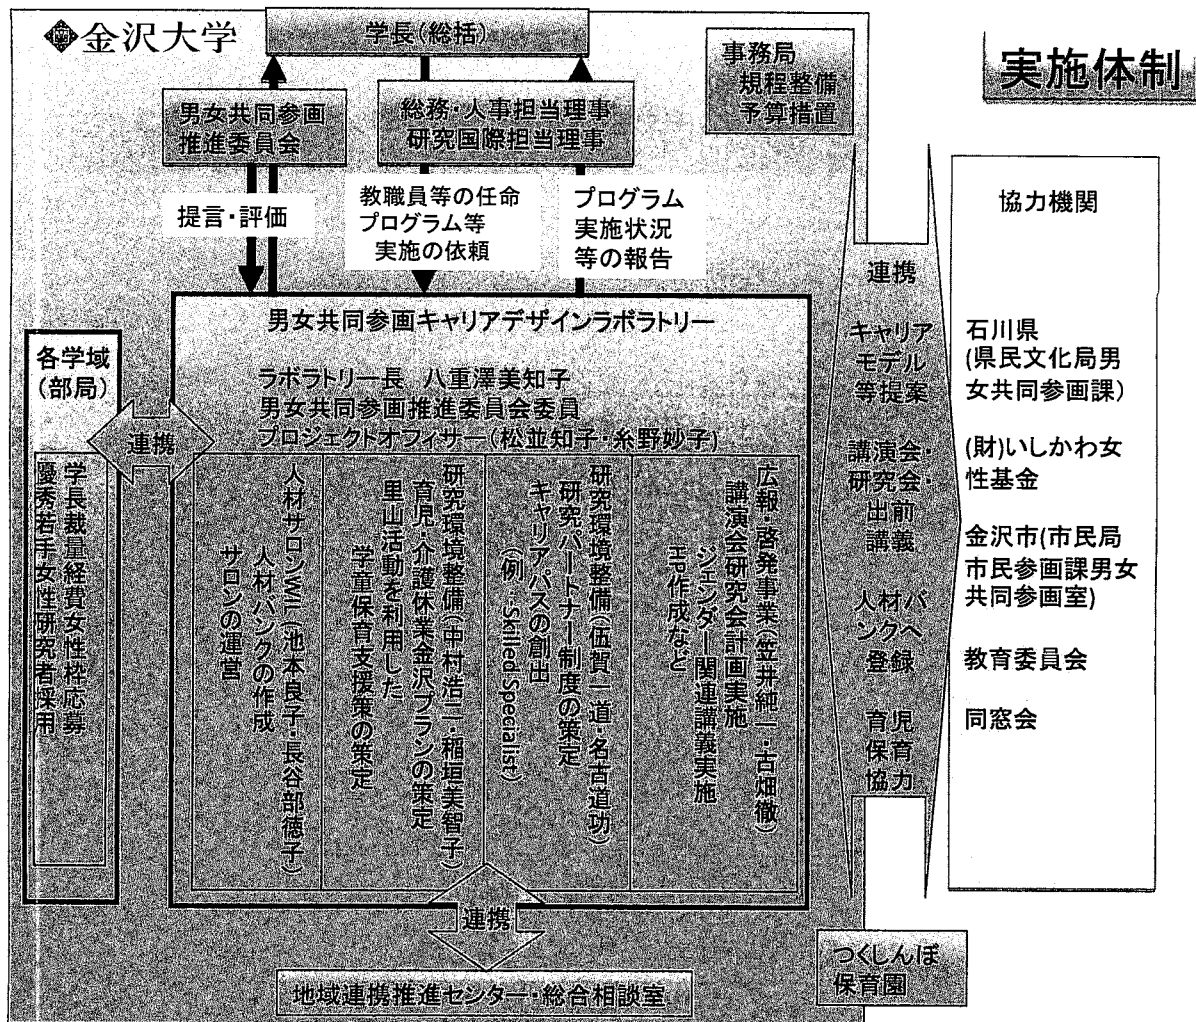 金沢大学
学長(総括)
事務局
規程整備
予算措置
実施体制
男女共同参画
推進委員会
総務・人事担当理事
研究国際担当理事
提言・評価
教職員等の任命
プログラム等
実施の依頼
プログラム
実施状況
等の報告
男女共同参画キャリアデザインラボラトリー
ラボラトリー長 八重澤美知子
男女共同参画推進委員会委員
プロジェクトオフィサー(松並知子・糸野妙子)
各学域
(部局)
連携
学長裁量経費女性枠応募
優秀若手女性研究者採用
広報・啓発事業(笠井純一・古畑徹)
講演会研究会計画実施
ジェンダー関連講義実施
HP作成など
研究環境整備(伍賀一道・名古道功)
研究パートナー制度の策定
キャリアパスの創出
(例 Skilled Specialist)
研究環境整備(中村浩二・稲垣美智子)
育児・介護休業金沢プランの策定
里山活動を利用した
学童保育支援策の策定
人材サロンWill(池本良子・長谷部徳子)
人材バンクの作成
サロンの運営
連携
地域連携推進センター・総合相談室
つくしんぼ
保育園
連携
キャリア
モデル
等提案
講演会・
研究会・
出前
講義
人材バ
ンクへ
登録
育児
保育
協力
協力機関
石川県
(県民文化局男
女共同参画課)
(財)いしかわ女
性基金
金沢市(市民局
市民参画課男女
共同参画室)
教育委員会
同窓会